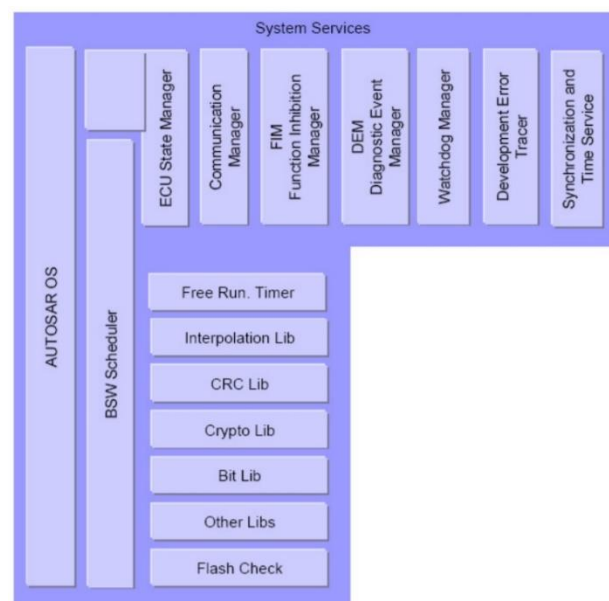 System Services
AUTOSAR OS
BSW Scheduler
ECU State Manager
Communication
Manager
FIM
Function Inhibition
Manager
DEM
Diagnostic Event
Manager
Watchdog Manager
Development Error
Tracer
Synchronization and
Time Service
Free Run. Timer
Interpolation Lib
CRC Lib
Crypto Lib
Bit Lib
Other Libs
Flash Check